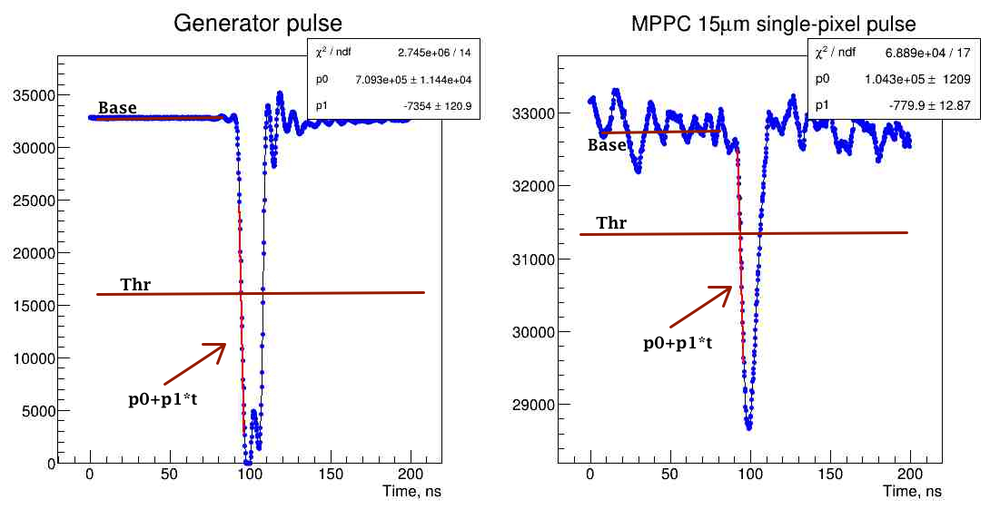 Generator pulse
χ² / ndf 2.745e+06 / 14
p0 7.093e+05 ± 1.144e+04
p1 -7354 ± 120.9
35000
30000
25000
20000
15000
10000
5000
0
Base
Thr
p0+p1*t
0 50 100 150 200
Time, ns
MPPC 15μm single-pixel pulse
χ² / ndf 6.889e+04 / 17
p0 1.043e+05 ± 1209
p1 -779.9 ± 12.87
33000
32000
31000
30000
29000
Base
Thr
p0+p1*t
0 50 100 150 200
Time, ns